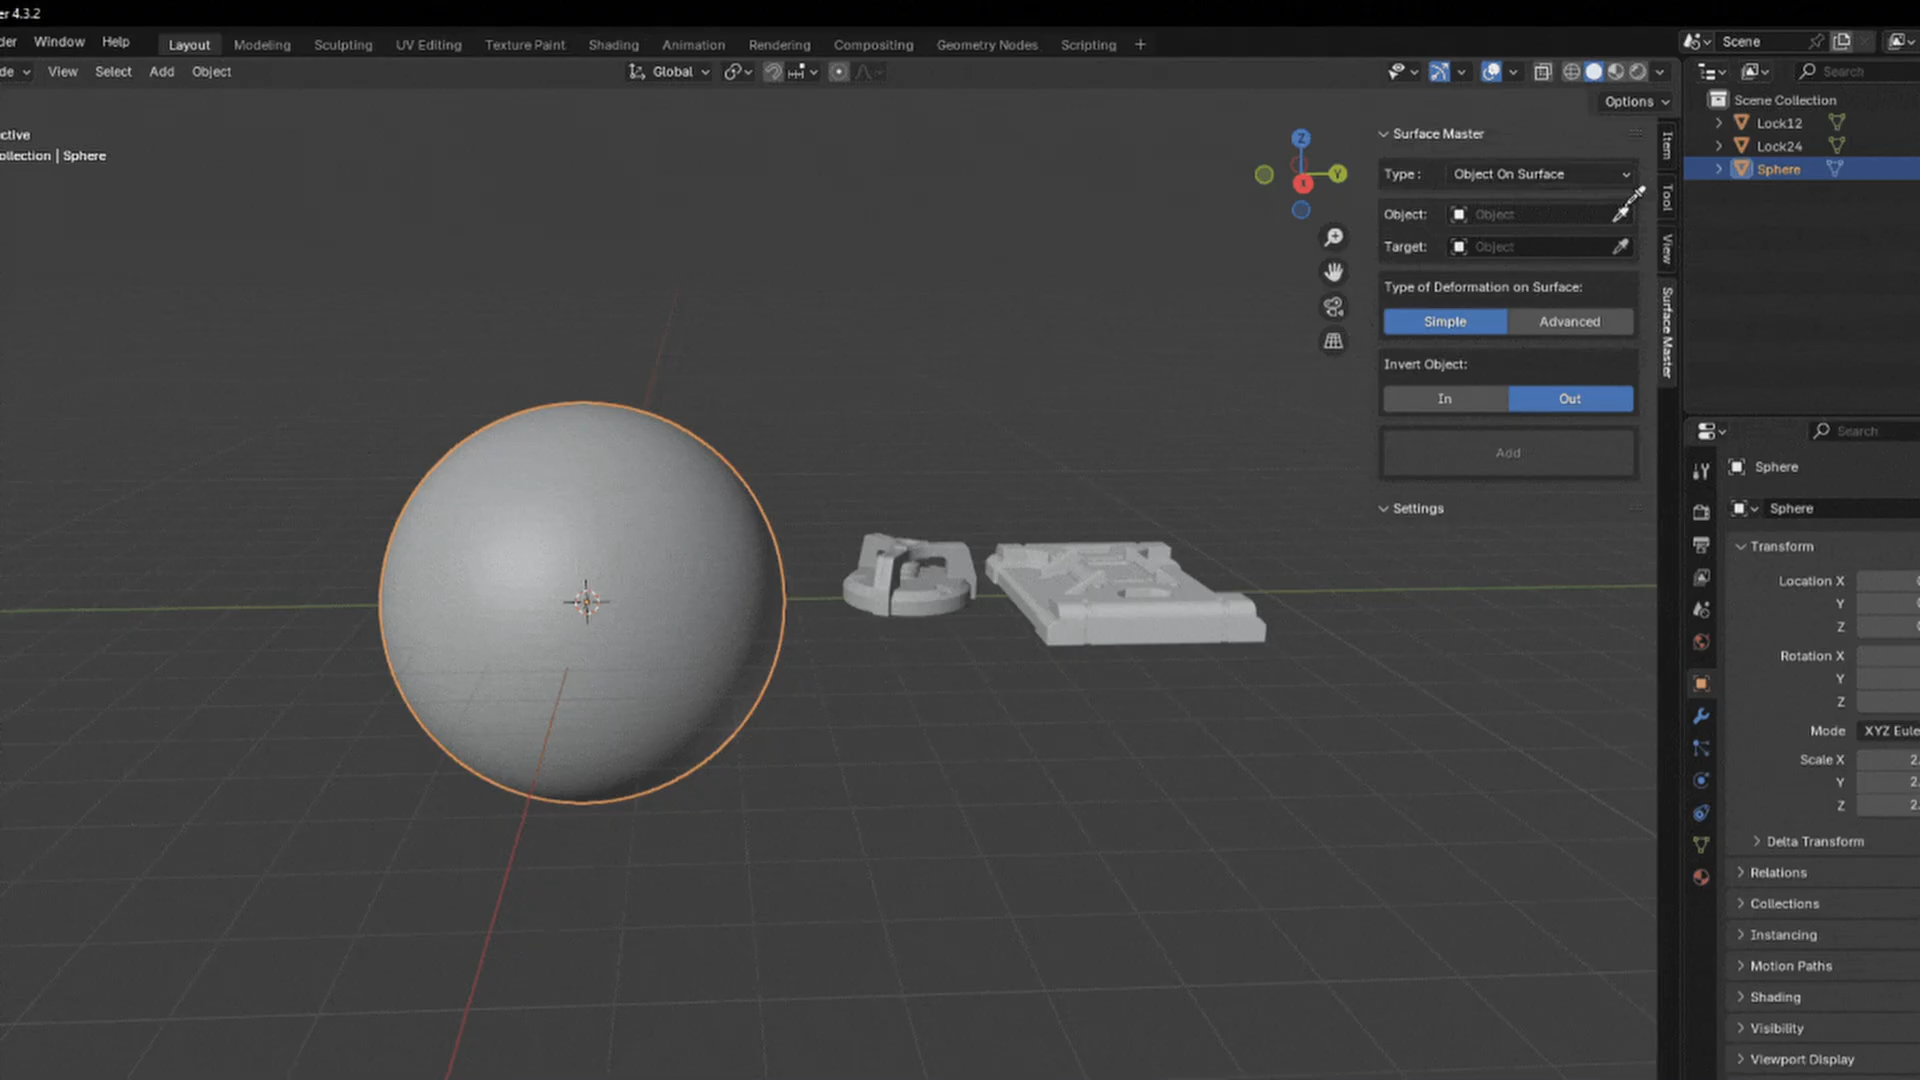 er 4.3.2
der Window Help Layout Modeling Sculpting UV Editing Texture Paint Shading Animation Rendering Compositing Geometry Nodes Scripting + Scene
de View Select Add Object Global Search
Options
Scene Collection
Lock12
Lock24
Sphere
ctive
ollection | Sphere
Z
Y
X
Surface Master
Type : Object On Surface
Object: Object
Target: Object
Type of Deformation on Surface:
Simple Advanced
Invert Object:
In Out
Add
Settings
Item
Tool
View
Surface Master
Search
Sphere
Sphere
Transform
Location X
Y
Z
Rotation X
Y
Z
Mode XYZ Eule
Scale X 2.
Y 2.
Z 2.
Delta Transform
Relations
Collections
Instancing
Motion Paths
Shading
Visibility
Viewport Display